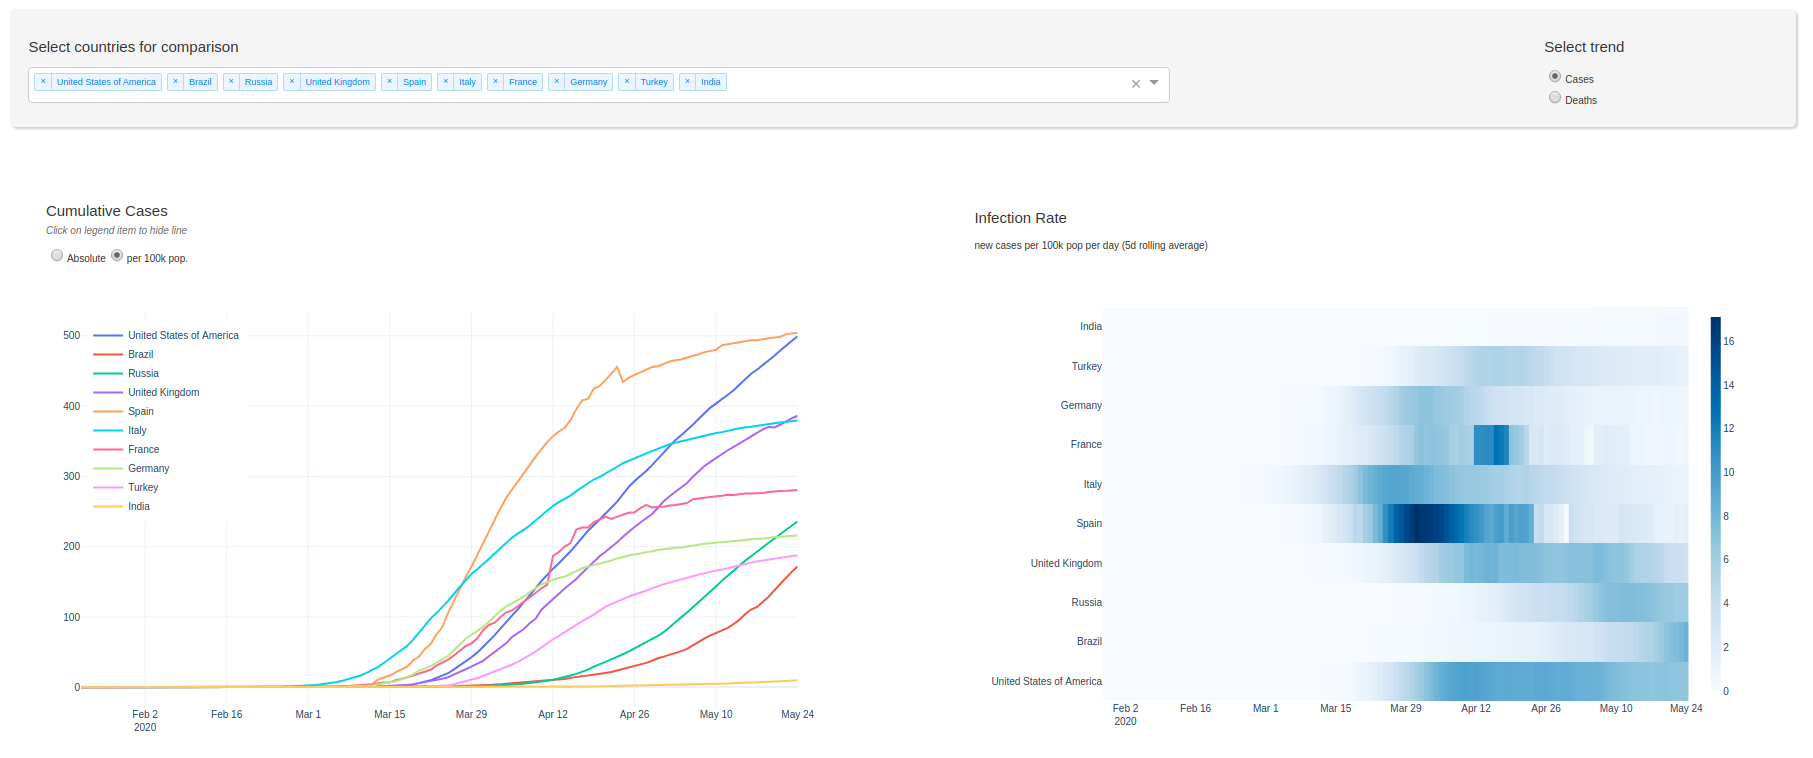 Select countries for comparison
Select trend
× United States of America × Brazil × Russia × United Kingdom × Spain × Italy × France × Germany × Turkey × India ×
Cases
Deaths
Cumulative Cases
Click on legend item to hide line
Absolute per 100k pop.
500
400
300
200
100
0
United States of America
Brazil
Russia
United Kingdom
Spain
Italy
France
Germany
Turkey
India
Feb 2 Feb 16 Mar 1 Mar 15 Mar 29 Apr 12 Apr 26 May 10 May 24
2020
Infection Rate
new cases per 100k pop per day (5d rolling average)
India
Turkey
Germany
France
Italy
Spain
United Kingdom
Russia
Brazil
United States of America
Feb 2 Feb 16 Mar 1 Mar 15 Mar 29 Apr 12 Apr 26 May 10 May 24
2020
16
14
12
10
8
6
4
2
0